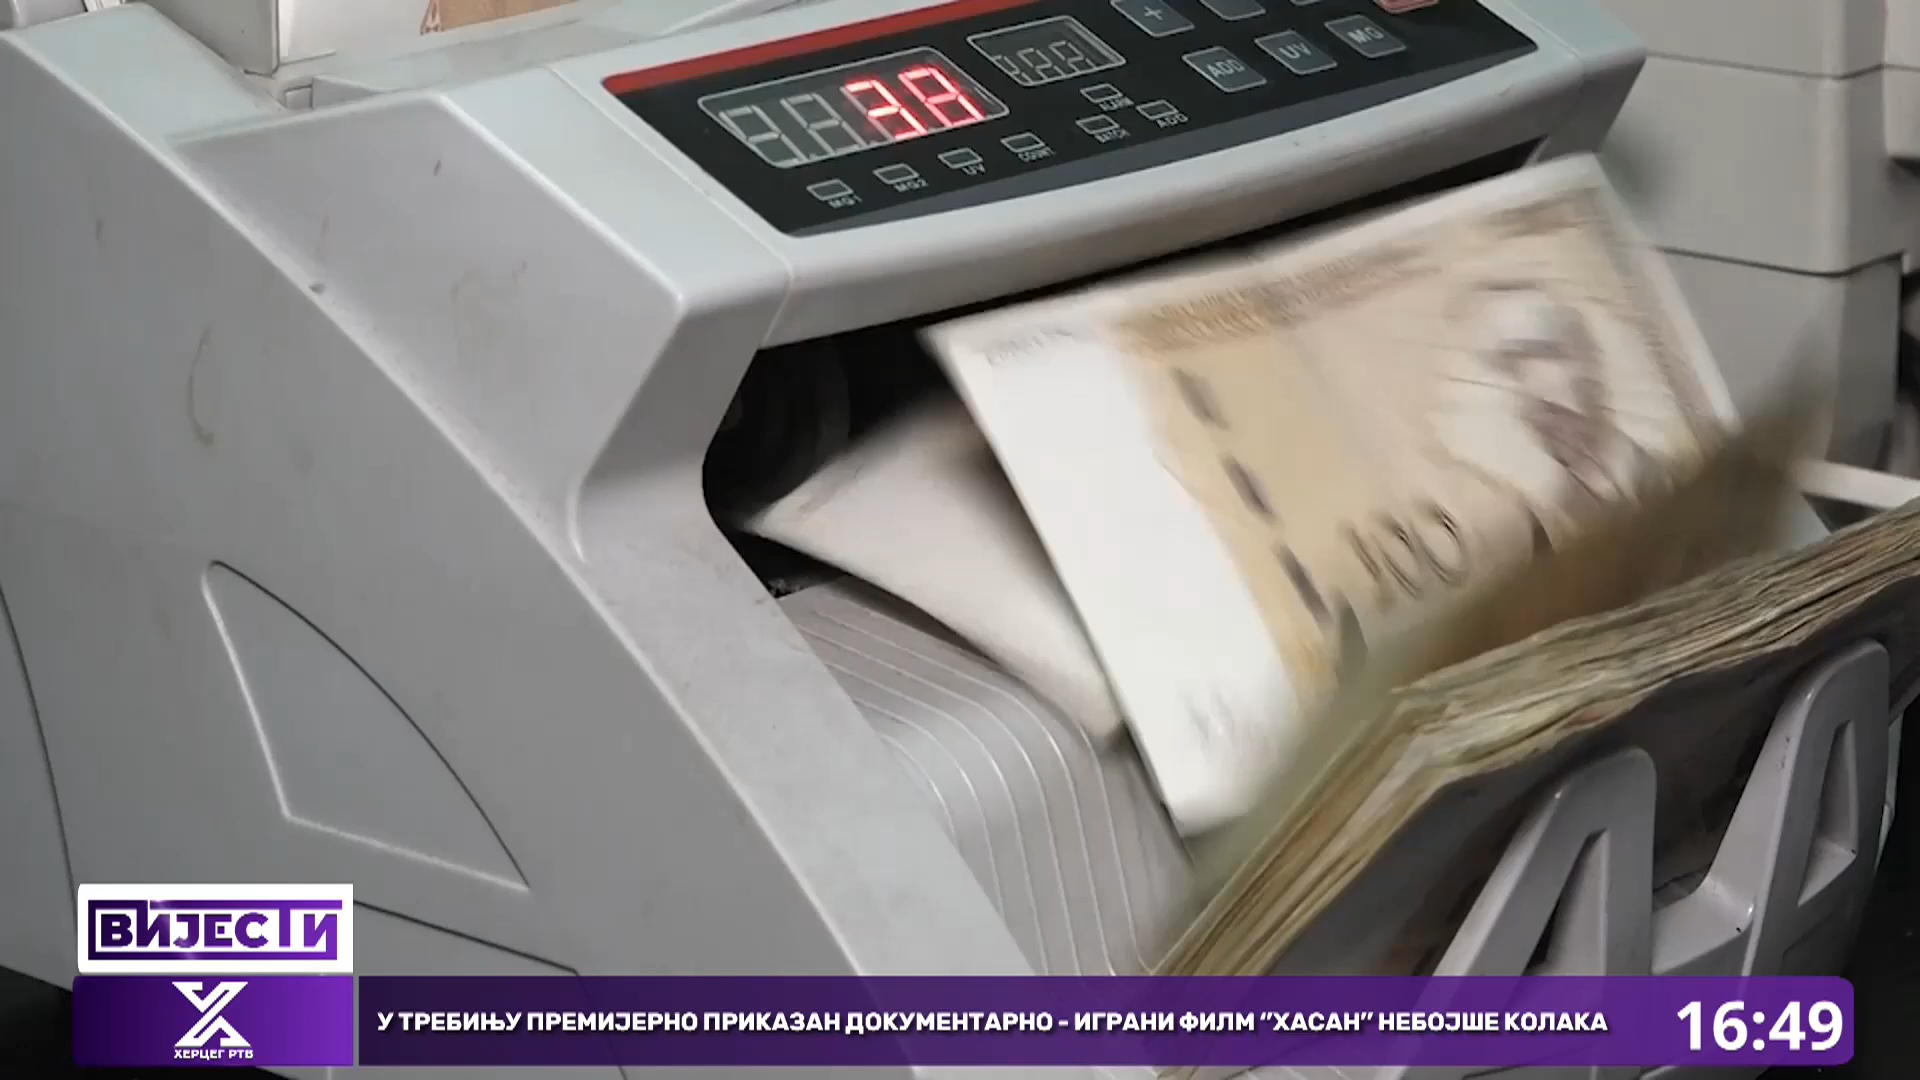 38
+
ADD
UV
MG
ALARM
ADD
BATCH
COUNT
UV
MG2
MG1
ВИЈЕСТИ
ХЕРЦЕГ РТВ
У ТРЕБИЊУ ПРЕМИЈЕРНО ПРИКАЗАН ДОКУМЕНТАРНО - ИГРАНИ ФИЛМ “ХАСАН” НЕБОЈШЕ КОЛАКА
16:49